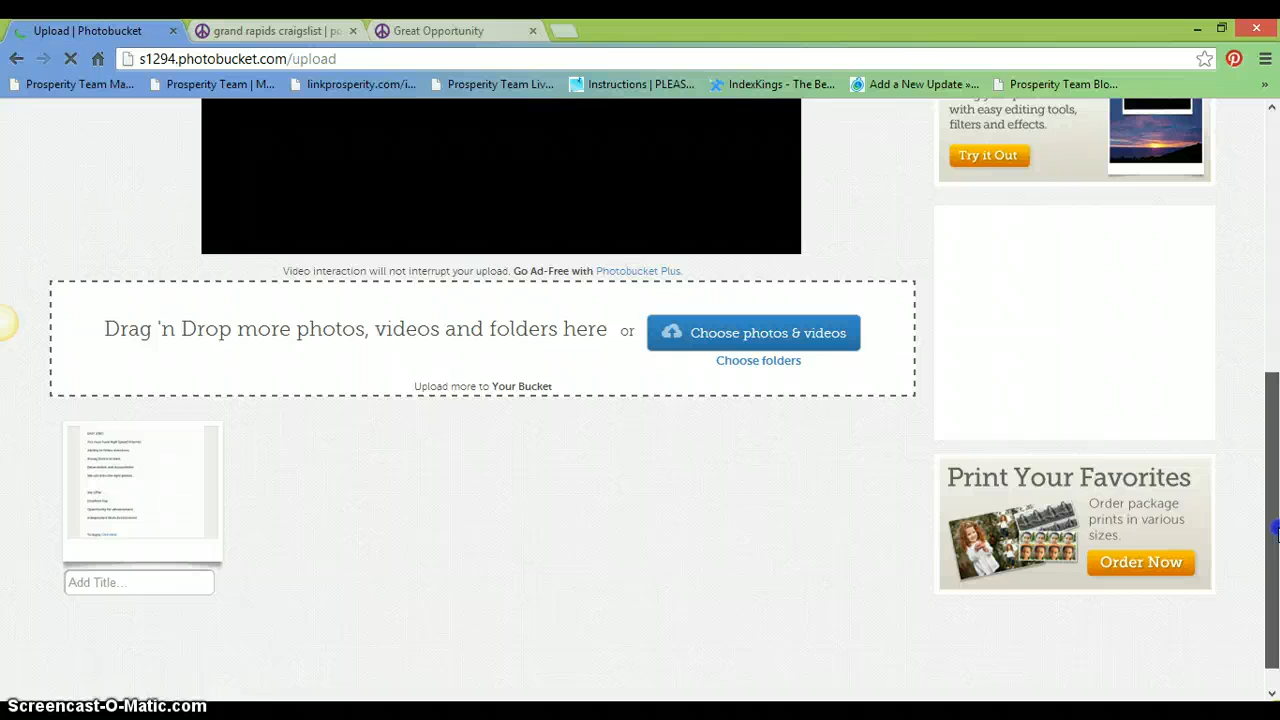 Upload | Photobucket
grand rapids craigslist | po
Great Opportunity
s1294.photobucket.com/upload
Prosperity Team Ma...
Prosperity Team | M...
linkprosperity.com/i...
Prosperity Team Liv...
Instructions | PLEAS...
IndexKings - The Be...
Add a New Update »...
Prosperity Team Blo...
»
with easy editing tools,
filters and effects.
Try it Out
Video interaction will not interrupt your upload. Go Ad-Free with Photobucket Plus.
Drag 'n Drop more photos, videos and folders here or
Choose photos & videos
Choose folders
Upload more to Your Bucket
Add Title...
Print Your Favorites
Order package
prints in various
sizes.
Order Now
Screencast-O-Matic.com